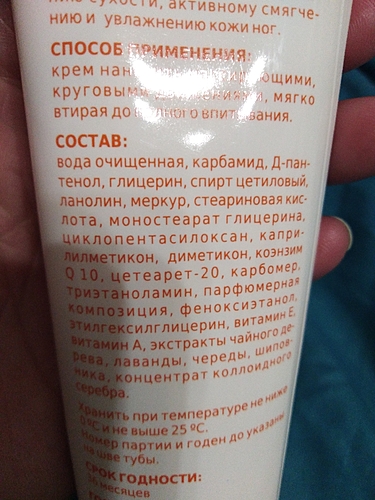 нию сухости, активному смягче-
нию и увлажнению кожи ног.
СПОСОБ ПРИМЕНЕНИЯ:
крем
круговыми мягко
втирая до полного впитывания.
СОСТАВ:
вода очищенная, карбамид, Д-пан-
тенол, глицерин, спирт цетиловый,
ланолин, меркур, стеариновая кис-
лота, моностеарат глицерина,
циклопентасилоксан, капри-
лилметикон, диметикон, коэнзим
Q 10, цетеарет-20, карбомер,
триэтаноламин, парфюмерная
композиция, феноксиэтанол,
этилгексилглицерин, витамин Е,
витамин А, экстракты чайного де-
рева, лаванды, череды, шипов-
ника, концентрат коллоидного
серебра.
Хранить при температуре не ниже
0ºС и не выше 25 ºС.
Номер партии и годен до указаны
на шве тубы.
СРОК ГОДНОСТИ:
месяцев